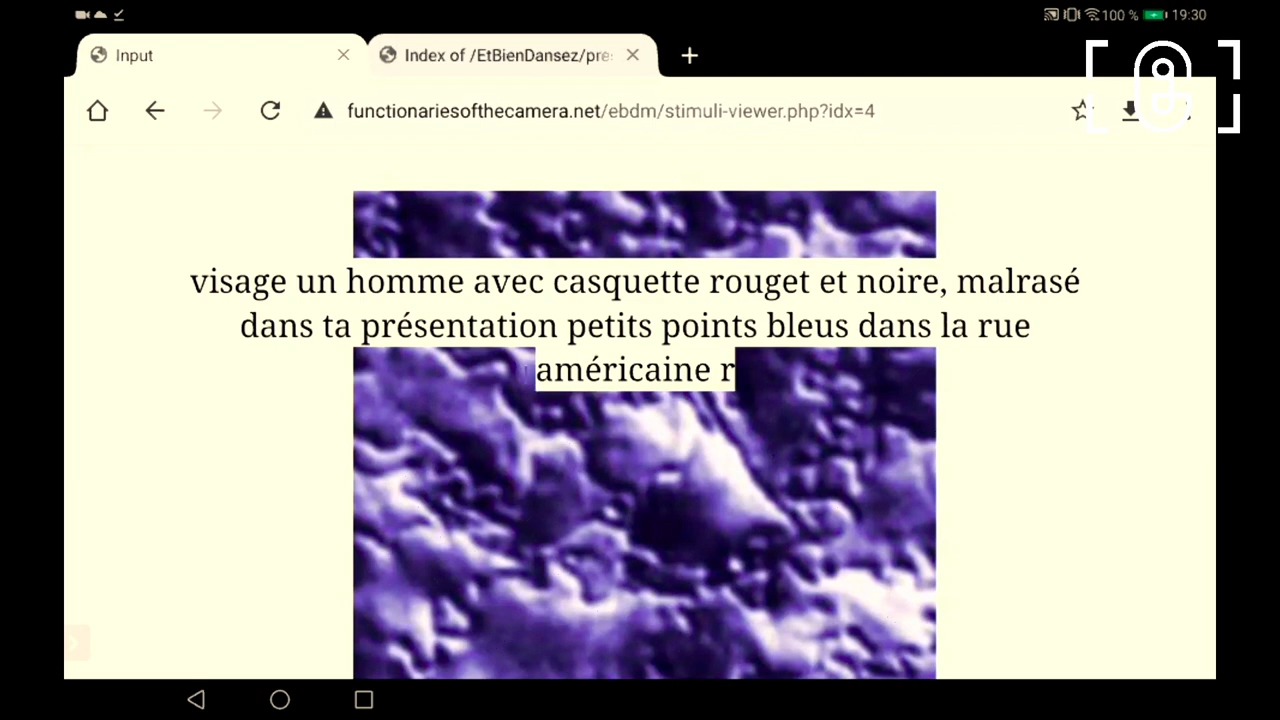 100 % 19:30
Input Index of /EtBienDansez/pre
functionariesofthecamera.net/ebdm/stimuli-viewer.php?idx=4
visage un homme avec casquette rouget et noire, malrasé
dans ta présentation petits points bleus dans la rue
américaine r